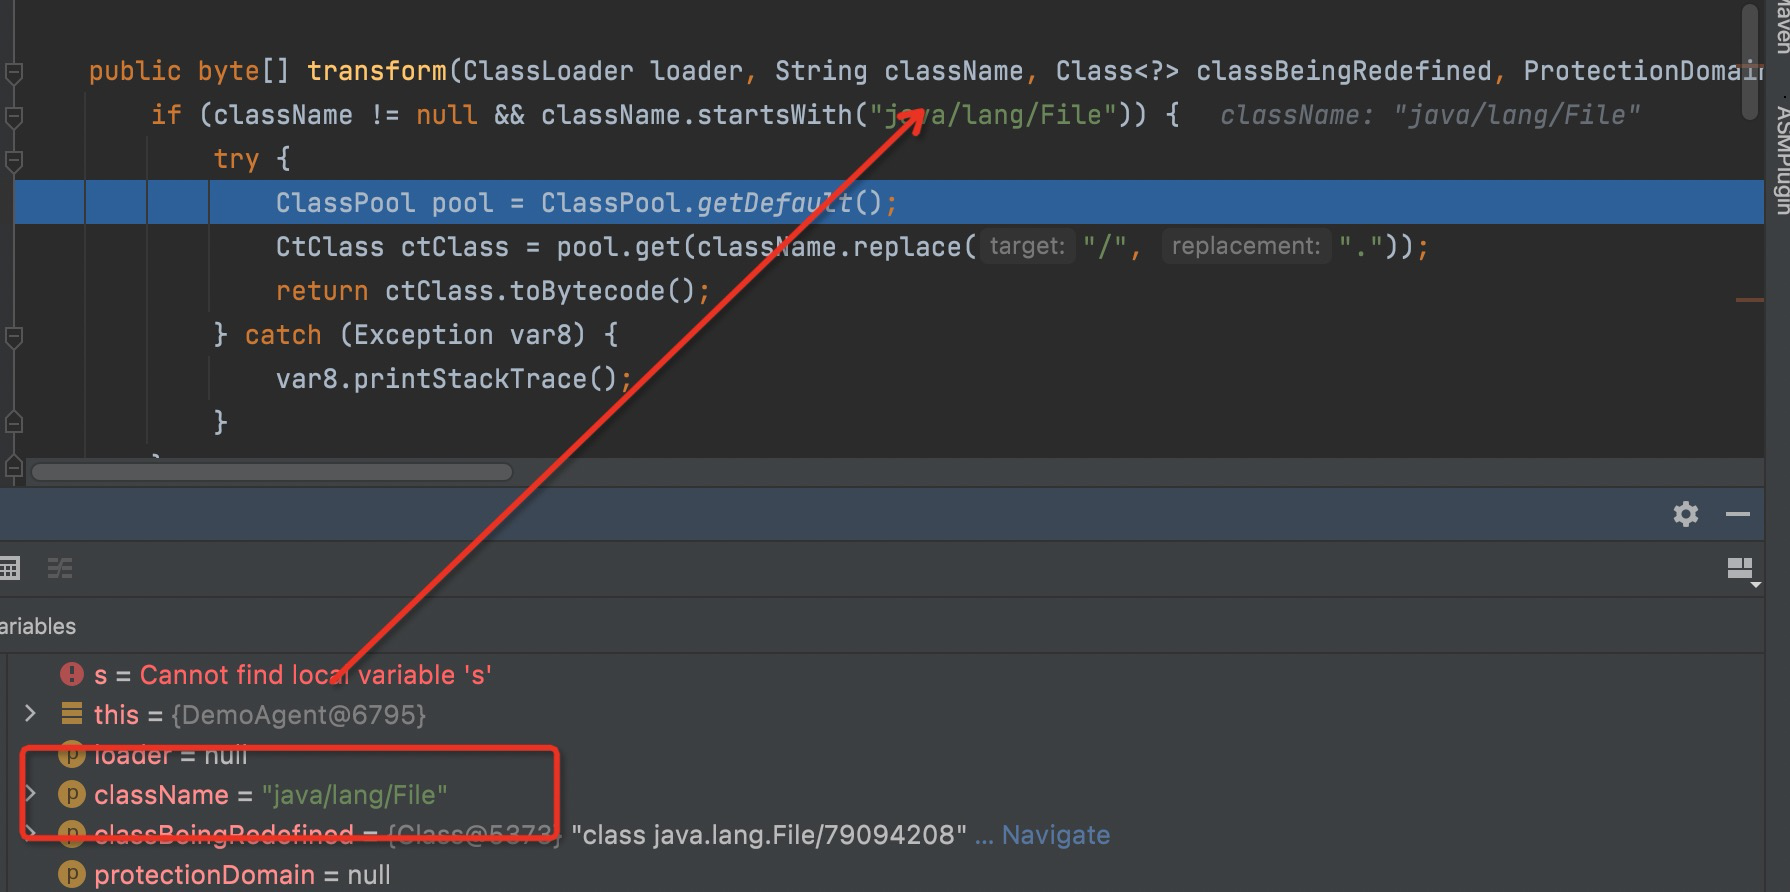 public byte[] transform(ClassLoader loader, String className, Class<?> classBeingRedefined, ProtectionDomain
if (className != null && className.startsWith("java/lang/File")) { className: "java/lang/File"
try {
ClassPool pool = ClassPool.getDefault();
CtClass ctClass = pool.get(className.replace( target: "/", replacement: "."));
return ctClass.toBytecode();
} catch (Exception var8) {
var8.printStackTrace();
}
Maven
ASMPlugin
ariables
s = Cannot find local variable 's'
this = {DemoAgent@6795}
loader = null
className = "java/lang/File"
classBeingRedefined = {Class@5373} "class java.lang.File/79094208" ... Navigate
protectionDomain = null